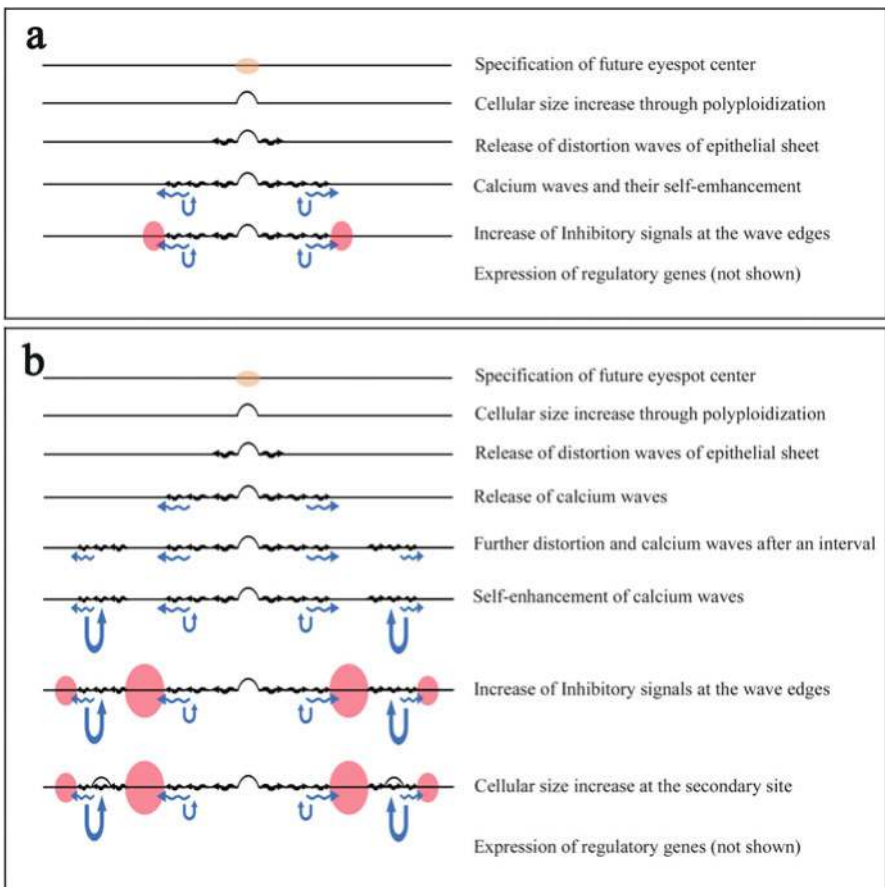 a
Specification of future eyespot center
Cellular size increase through polyploidization
Release of distortion waves of epithelial sheet
Calcium waves and their self-emhancement
Increase of Inhibitory signals at the wave edges
Expression of regulatory genes (not shown)
b
Specification of future eyespot center
Cellular size increase through polyploidization
Release of distortion waves of epithelial sheet
Release of calcium waves
Further distortion and calcium waves after an interval
Self-enhancement of calcium waves
Increase of Inhibitory signals at the wave edges
Cellular size increase at the secondary site
Expression of regulatory genes (not shown)